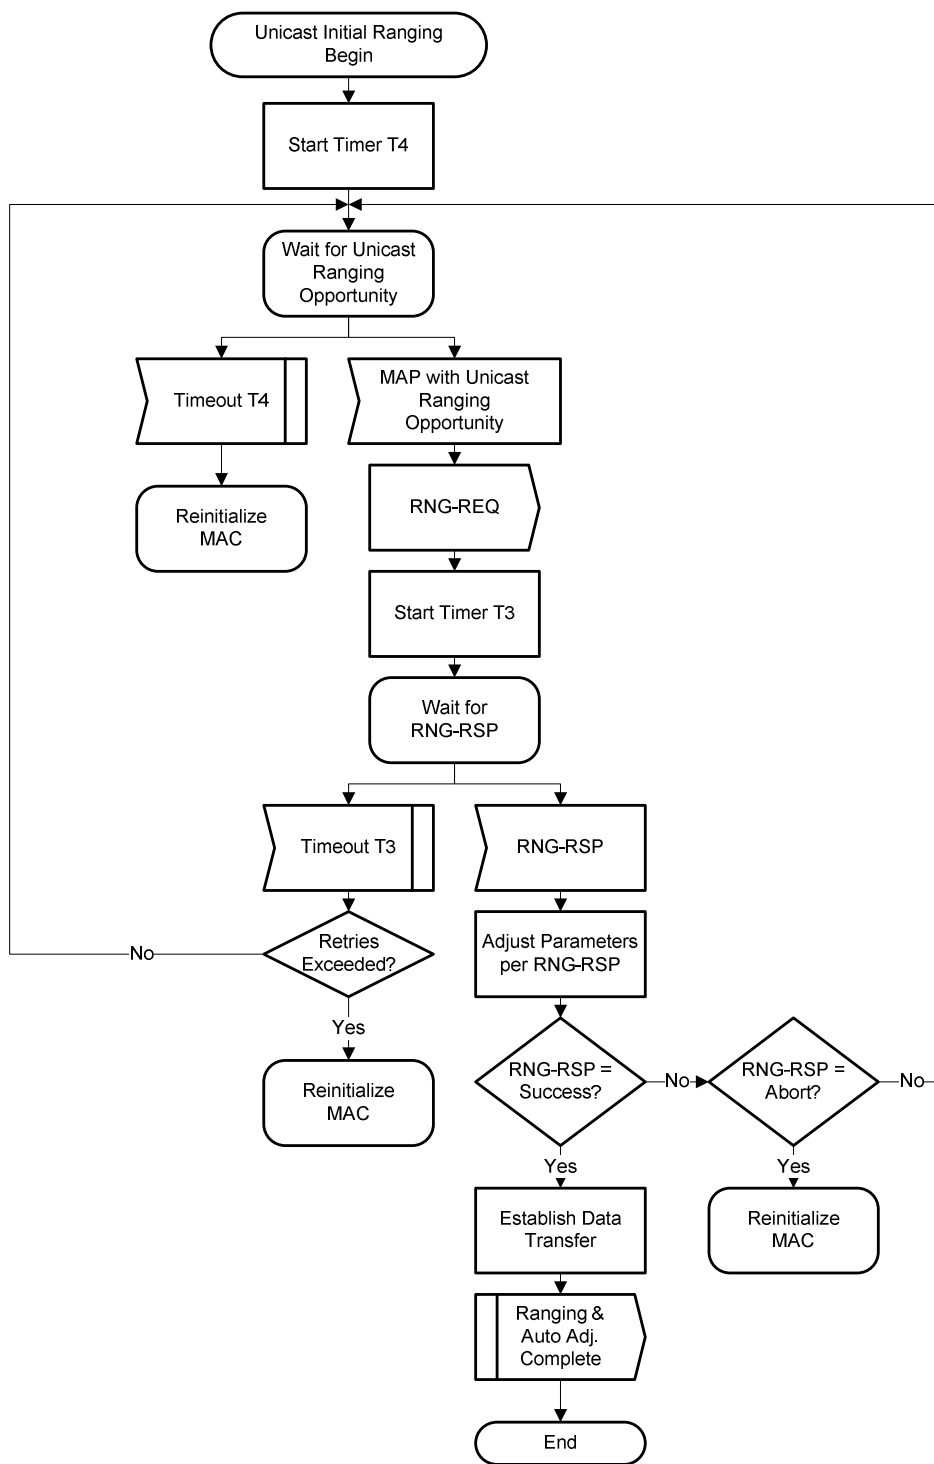 Unicast Initial Ranging
Begin
Start Timer T4
Wait for Unicast
Ranging
Opportunity
Timeout T4
MAP with Unicast
Ranging
Opportunity
Reinitialize
MAC
RNG-REQ
Start Timer T3
Wait for
RNG-RSP
Timeout T3
RNG-RSP
Retries
Exceeded?
No
Adjust Parameters
per RNG-RSP
Yes
Reinitialize
MAC
RNG-RSP =
Success?
No
RNG-RSP =
Abort?
No
Yes
Yes
Establish Data
Transfer
Reinitialize
MAC
Ranging &
Auto Adj.
Complete
End